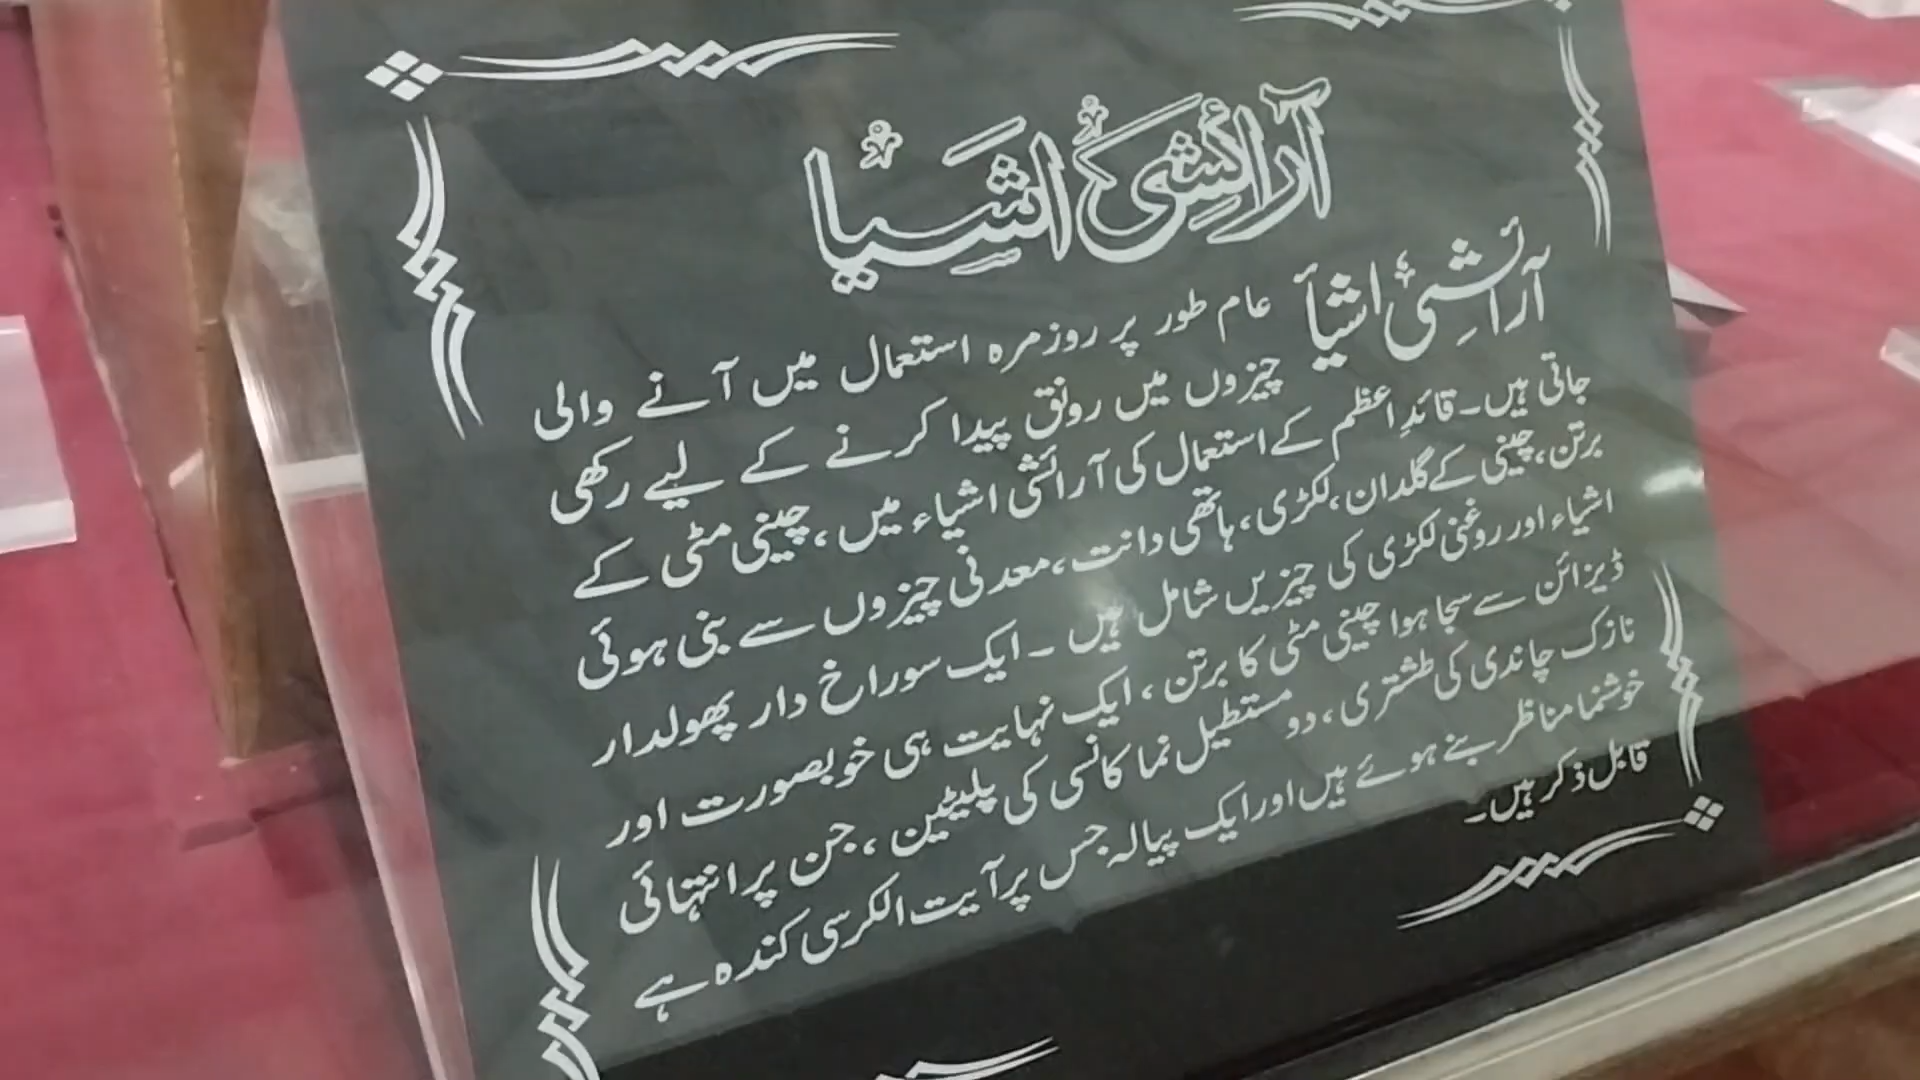 آرائشی اشیا
آرائشی اشیا عام طور پر روزمرہ استعمال میں آنے والی
چیزوں میں رونق پیدا کرنے کے لیے رکھی
جاتی ہیں۔ قائدِاعظم کے استعمال کی آرائشی اشیاء میں، چینی مٹی کے
برتن، چینی کے گلدان، لکڑی، ہاتھی دانت، معدنی چیزوں سے بنی ہوئی
اشیاء اور روغنی لکڑی کی چیزیں شامل ہیں۔ ایک سوراخ دار پھولدار
ڈیزائن سے سجا ہوا چینی مٹی کا برتن، ایک نہایت ہی خوبصورت اور
نازک چاندی کی طشتری، دو مستطیل نما کانسی کی پلیٹین، جن پر انتہائی
خوشنما مناظر بنے ہوئے ہیں اور ایک پیالہ جس پر آیت الکرسی کندہ ہے
قابل ذکر ہیں۔